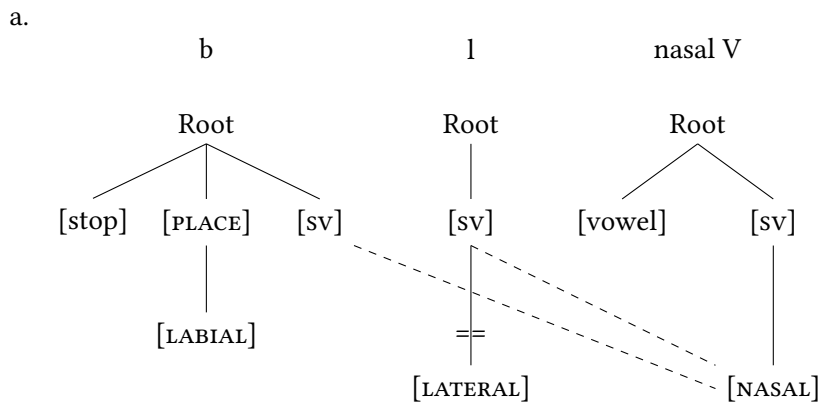 a.
b l nasal V
Root Root Root
[stop] [PLACE] [SV] [SV] [vowel] [SV]
[LABIAL] ==
[LATERAL] [NASAL]